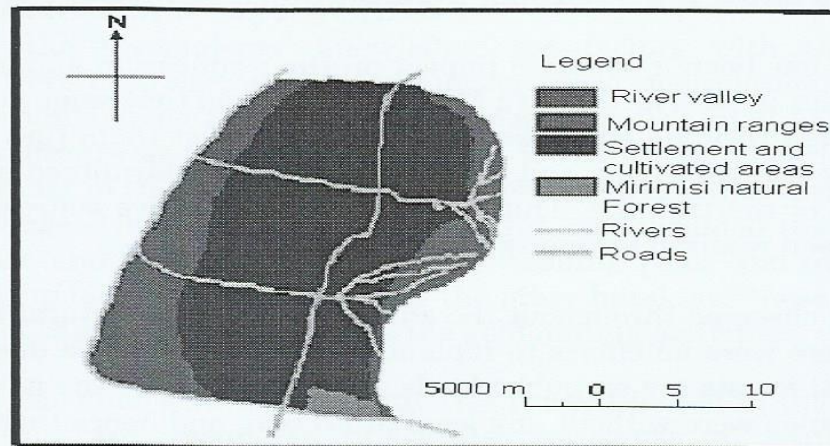 N
Legend
River valley
Mountain ranges
Settlement and
cultivated areas
Mirimisi natural
Forest
Rivers
Roads
5000 m 0 5 10